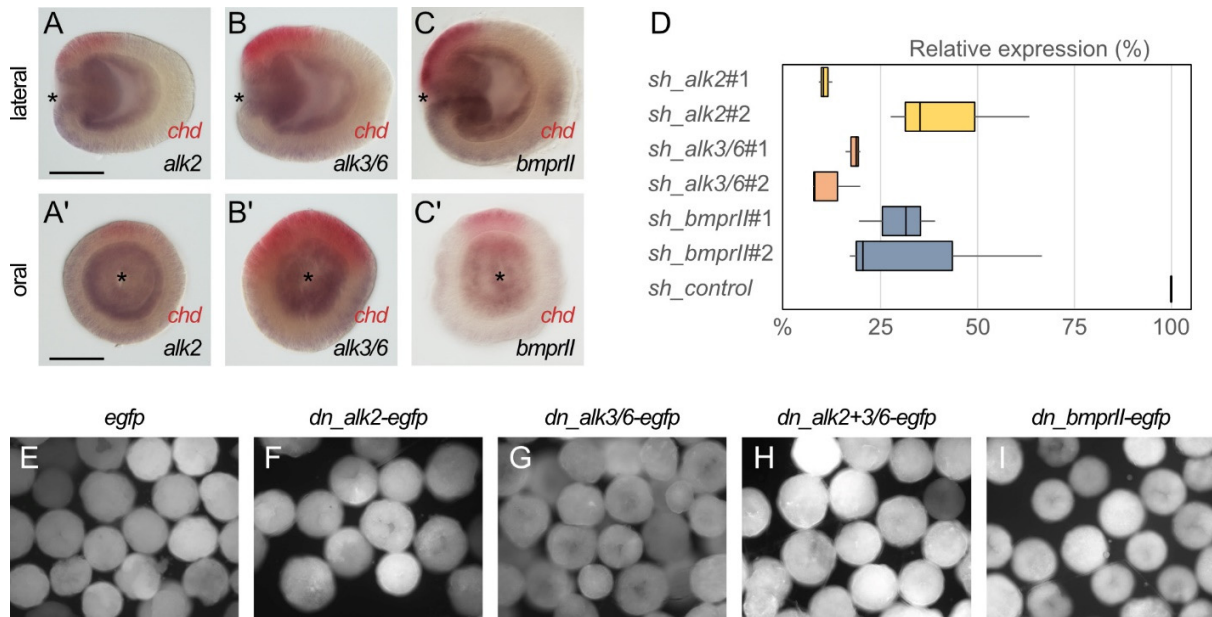 A
B
C
D
lateral
*
chd
alk2
*
chd
alk3/6
*
chd
bmprII
Relative expression (%)
sh_alk2#1
sh_alk2#2
sh_alk3/6#1
sh_alk3/6#2
sh_bmprII#1
sh_bmprII#2
sh_control
% 25 50 75 100
A'
B'
C'
oral
*
chd
alk2
*
chd
alk3/6
*
chd
bmprII
egfp
dn_alk2-egfp
dn_alk3/6-egfp
dn_alk2+3/6-egfp
dn_bmprII-egfp
E
F
G
H
I